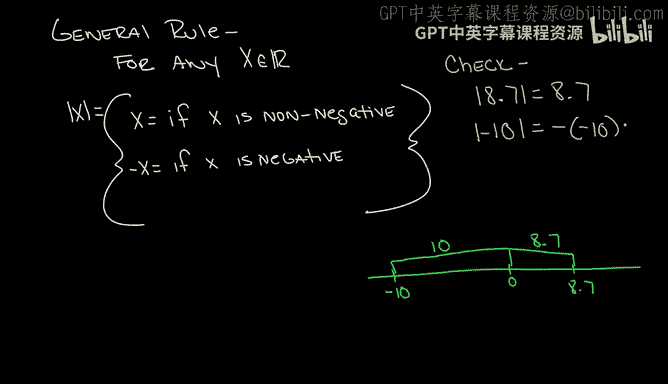 GPT中英字幕课程资源@bilibili
GPT中英字幕课程资源 bilibili
GENERAL RULE-
FOR ANY X∈ℝ
|x|=
X= if x is NON-Negative
-X= if x is Negative
CHECK-
|8.7|=8.7
|-10|=-(-10).
10 8.7
-10 0 8.7